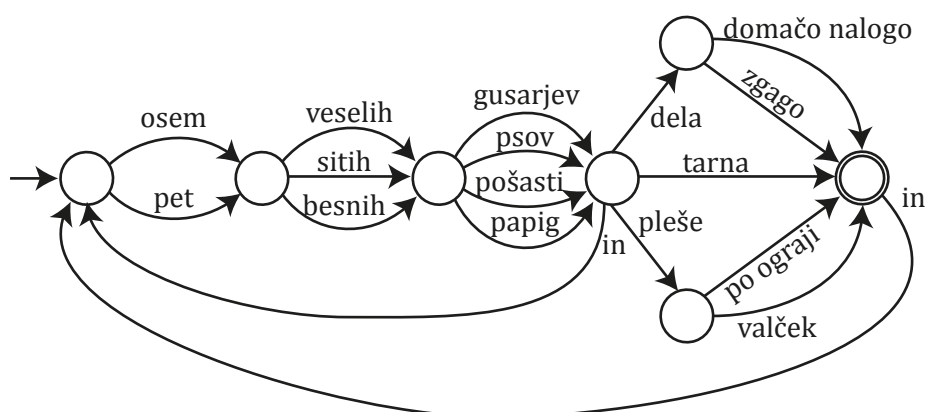 osem
pet
veselih
sitih
besnih
gusarjev
psov
pošasti
papig
in
dela
tarna
pleše
domačo nalogo
zgago
po ograji
valček
in